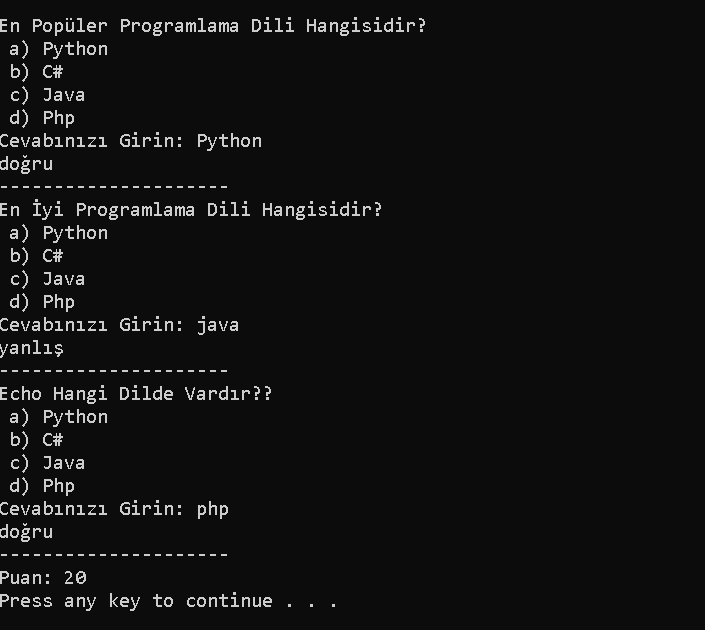 En Popüler Programlama Dili Hangisidir?
a) Python
b) C#
c) Java
d) Php
Cevabınızı Girin: Python
doğru
---------------------
En İyi Programlama Dili Hangisidir?
a) Python
b) C#
c) Java
d) Php
Cevabınızı Girin: java
yanlış
---------------------
Echo Hangi Dilde Vardır??
a) Python
b) C#
c) Java
d) Php
Cevabınızı Girin: php
doğru
---------------------
Puan: 20
Press any key to continue . . .